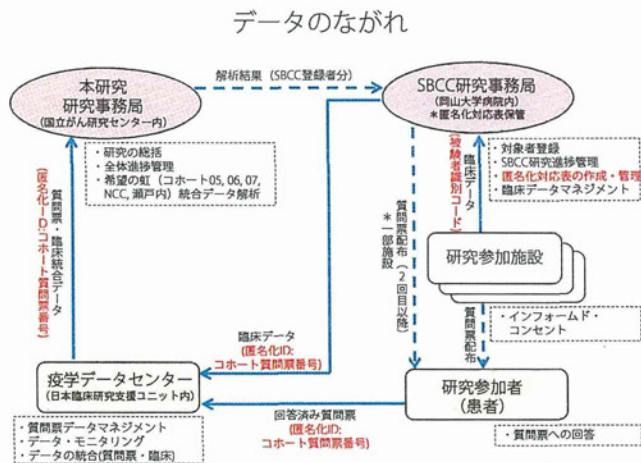 データのながれ
本研究
研究事務局
(国立がん研究センター内)
解析結果（SBCC登録者分）
SBCC研究事務局
(岡山大学病院内)
＊匿名化対応表保管
・研究の総括
・全体進捗管理
・希望の虹（コホート05, 06, 07,
NCC, 瀬戸内）統合データ解析
・対象者登録
・SBCC研究進捗管理
・匿名化対応表の作成・管理
・臨床データマネジメント
質問票・臨床統合データ
(匿名化ID:コホート質問票番号)
臨床データ
(被験者識別コード)
質問票配布（2回目以降）
＊一部施設
研究参加施設
質問票配布
・インフォームド・
コンセント
臨床データ
(匿名化ID:
コホート質問票番号)
疫学データセンター
(日本臨床研究支援ユニット内)
研究参加者
（患者）
回答済み質問票
(匿名化ID:
コホート質問票番号)
・質問票データマネジメント
・データ・モニタリング
・データの統合(質問票・臨床)
・質問票への回答